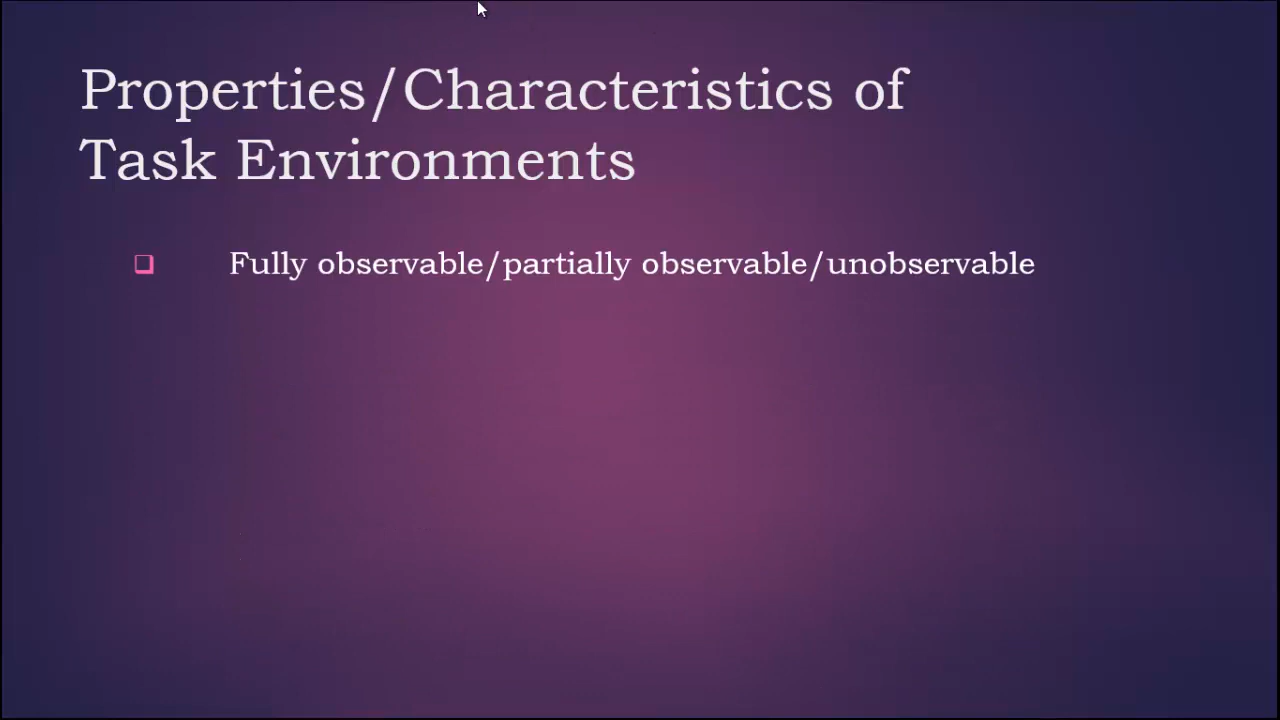 Properties/Characteristics of
Task Environments
Fully observable/partially observable/unobservable